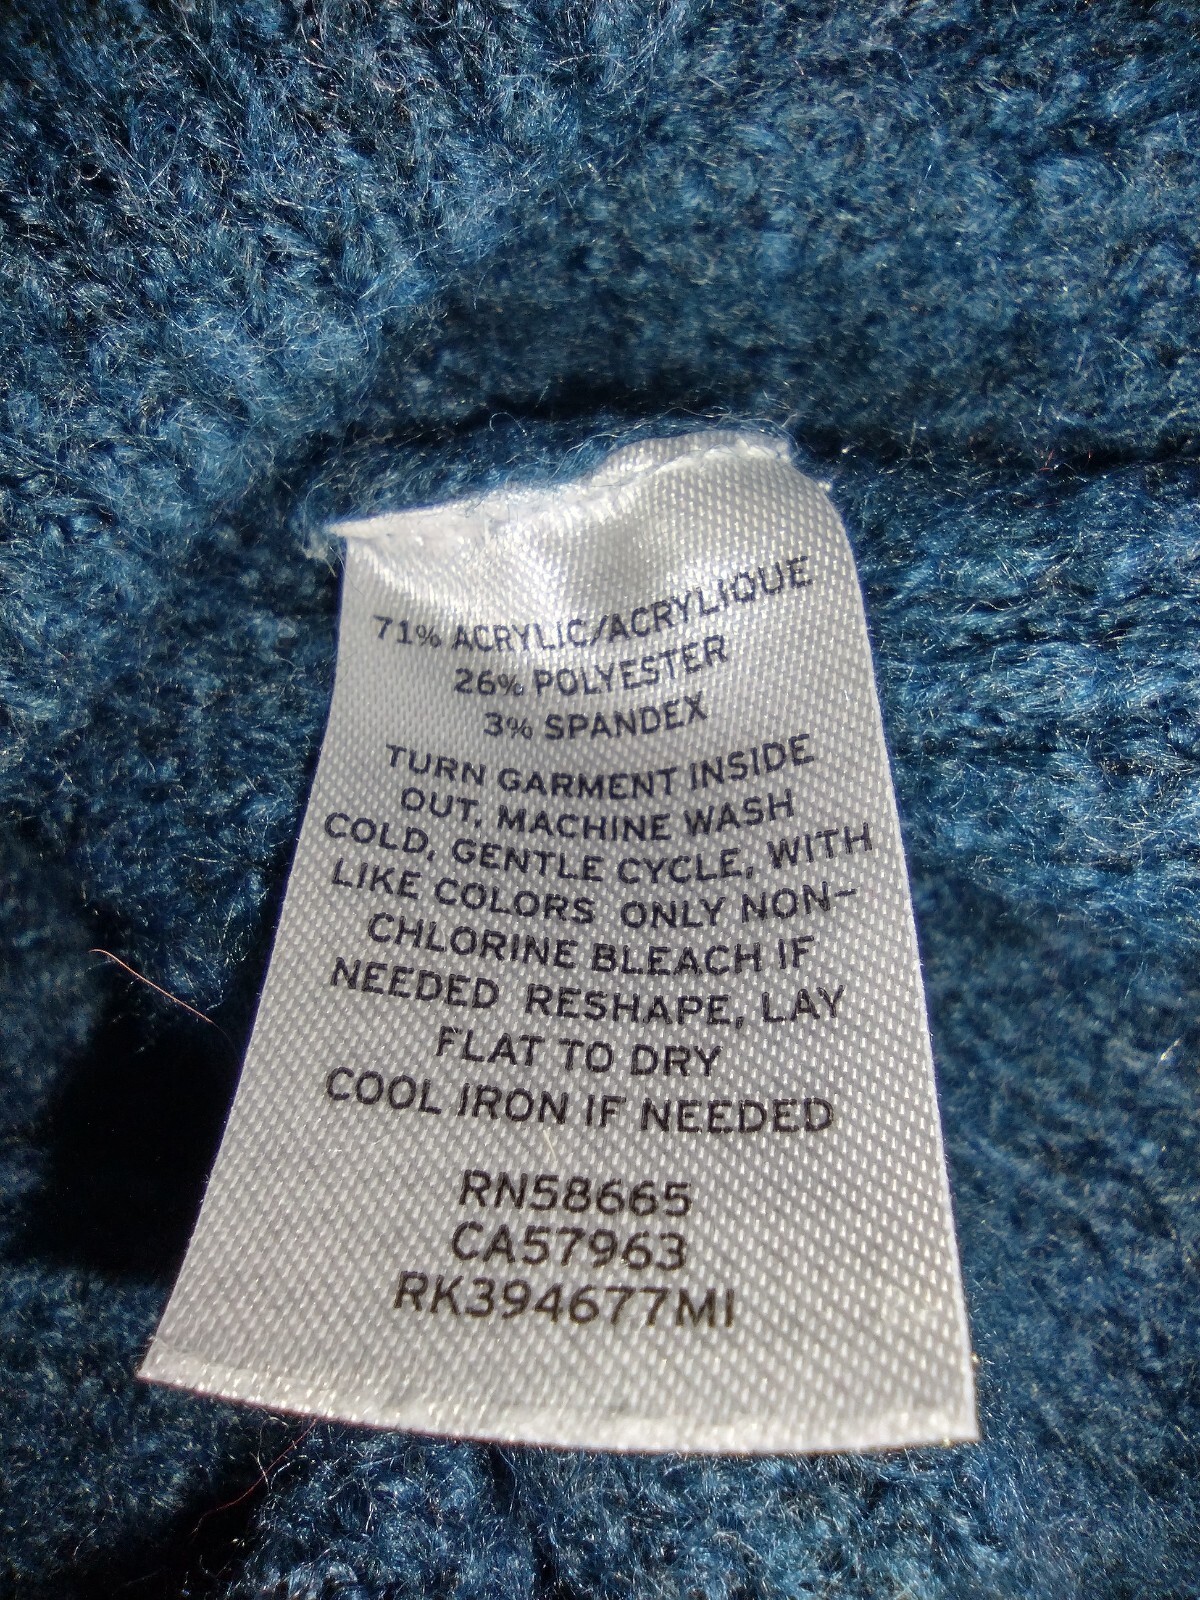 71% ACRYLIC/ACRYLIQUE
26% POLYESTER
3% SPANDEX
TURN GARMENT INSIDE
OUT, MACHINE WASH
COLD, GENTLE CYCLE, WITH
LIKE COLORS ONLY NON-
CHLORINE BLEACH IF
NEEDED RESHAPE, LAY
FLAT TO DRY
COOL IRON IF NEEDED
RN58665
CA57963
RK394677MI